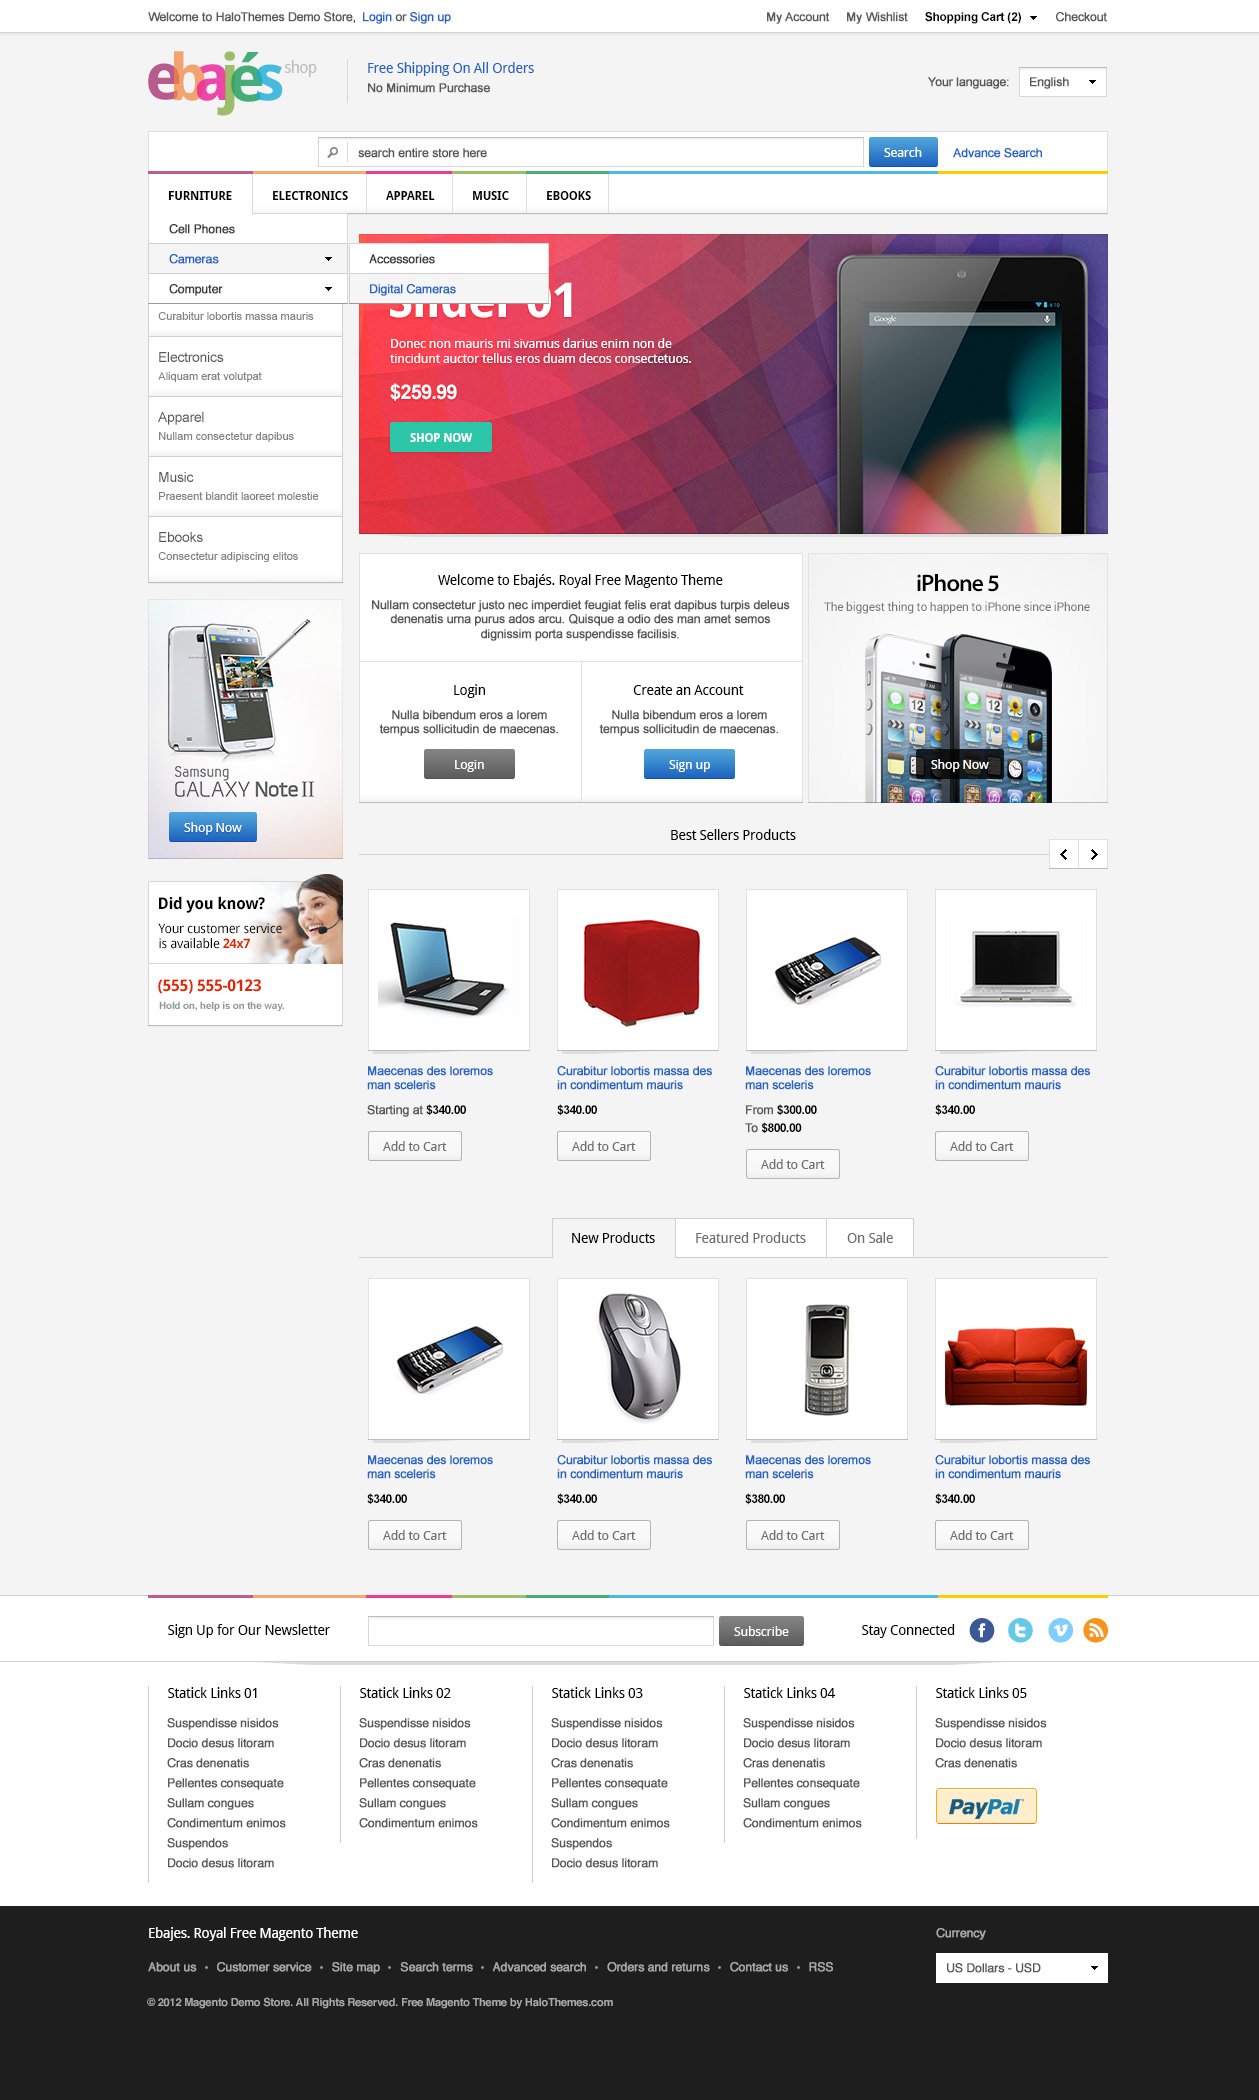 Welcome to HaloThemes Demo Store, Login or Sign up
My Account My Wishlist Shopping Cart (2) Checkout
ebajés shop
Free Shipping On All Orders
No Minimum Purchase
Your language: English
search entire store here
Search
Advance Search
FURNITURE ELECTRONICS APPAREL MUSIC EBOOKS
Cell Phones
Cameras
Computer
Accessories
Digital Cameras
Curabitur lobortis massa mauris
Electronics
Aliquam erat volutpat
Apparel
Nullam consectetur dapibus
Music
Praesent blandit laoreet molestie
Ebooks
Consectetur adipiscing elitos
Slider 01
Donec non mauris mi sivamus darius enim non de
tincidunt auctor tellus eros duam decos consectetuos.
$259.99
SHOP NOW
4:10
Google
Samsung
GALAXY Note II
Shop Now
Did you know?
Your customer service
is available 24x7
(555) 555-0123
Hold on, help is on the way.
Welcome to Ebajés. Royal Free Magento Theme
Nullam consectetur justo nec imperdiet feugiat felis erat dapibus turpis deleus
denenatis urna purus ados arcu. Quisque a odio des man amet semos
dignissim porta suspendisse facilisis.
Login
Nulla bibendum eros a lorem
tempus sollicitudin de maecenas.
Login
Create an Account
Nulla bibendum eros a lorem
tempus sollicitudin de maecenas.
Sign up
iPhone 5
The biggest thing to happen to iPhone since iPhone
Shop Now
Best Sellers Products
Maecenas des loremos
man sceleris
Starting at $340.00
Add to Cart
Curabitur lobortis massa des
in condimentum mauris
$340.00
Add to Cart
Maecenas des loremos
man sceleris
From $300.00
To $800.00
Add to Cart
Curabitur lobortis massa des
in condimentum mauris
$340.00
Add to Cart
New Products Featured Products On Sale
Maecenas des loremos
man sceleris
$340.00
Add to Cart
Curabitur lobortis massa des
in condimentum mauris
$340.00
Add to Cart
Maecenas des loremos
man sceleris
$380.00
Add to Cart
Curabitur lobortis massa des
in condimentum mauris
$340.00
Add to Cart
Sign Up for Our Newsletter
Subscribe
Stay Connected
Statick Links 01
Suspendisse nisidos
Docio desus litoram
Cras denenatis
Pellentes consequate
Sullam congues
Condimentum enimos
Suspendos
Docio desus litoram
Statick Links 02
Suspendisse nisidos
Docio desus litoram
Cras denenatis
Pellentes consequate
Sullam congues
Condimentum enimos
Statick Links 03
Suspendisse nisidos
Docio desus litoram
Cras denenatis
Pellentes consequate
Sullam congues
Condimentum enimos
Suspendos
Docio desus litoram
Statick Links 04
Suspendisse nisidos
Docio desus litoram
Cras denenatis
Pellentes consequate
Sullam congues
Condimentum enimos
Statick Links 05
Suspendisse nisidos
Docio desus litoram
Cras denenatis
PayPal
Ebajes. Royal Free Magento Theme
About us • Customer service • Site map • Search terms • Advanced search • Orders and returns • Contact us • RSS
© 2012 Magento Demo Store. All Rights Reserved. Free Magento Theme by HaloThemes.com
Currency
US Dollars - USD